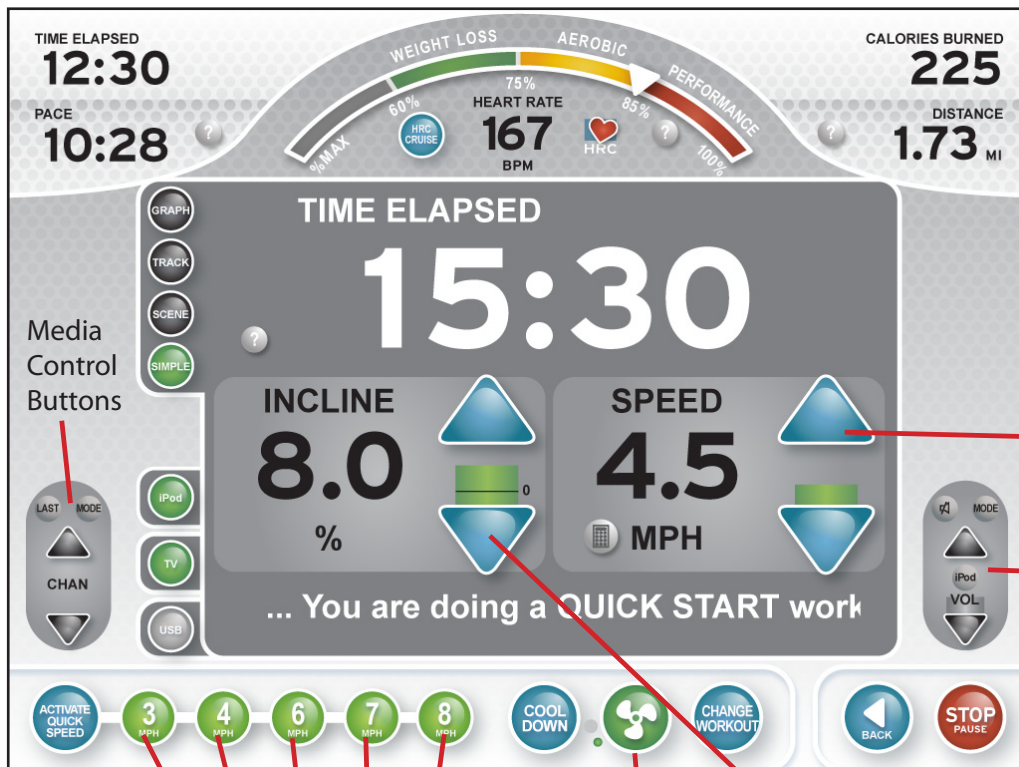 TIME ELAPSED
12:30
PACE
10:28
?
WEIGHT LOSS
AEROBIC
PERFORMANCE
%MAX
60%
75%
85%
100%
HRC
CRUISE
HEART RATE
167
BPM
HRC
?
CALORIES BURNED
225
DISTANCE
1.73 MI
?
GRAPH
TRACK
SCENE
SIMPLE
TIME ELAPSED
15:30
?
Media
Control
Buttons
INCLINE
8.0
%
0
SPEED
4.5
MPH
LAST
MODE
CHAN
iPod
TV
USB
MODE
iPod
VOL
... You are doing a QUICK START work
ACTIVATE
QUICK
SPEED
3
MPH
4
MPH
6
MPH
7
MPH
8
MPH
COOL
DOWN
CHANGE
WORKOUT
BACK
STOP
PAUSE